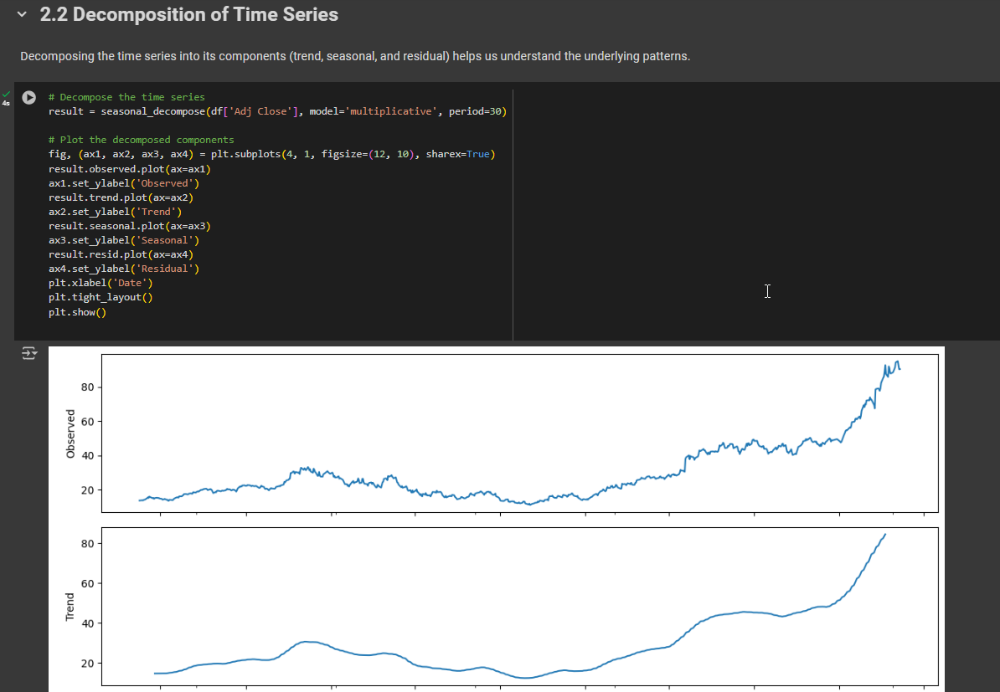 2.2 Decomposition of Time Series
Decomposing the time series into its components (trend, seasonal, and residual) helps us understand the underlying patterns.
4s
# Decompose the time series
result = seasonal_decompose(df['Adj Close'], model='multiplicative', period=30)
# Plot the decomposed components
fig, (ax1, ax2, ax3, ax4) = plt.subplots(4, 1, figsize=(12, 10), sharex=True)
result.observed.plot(ax=ax1)
ax1.set_ylabel('Observed')
result.trend.plot(ax=ax2)
ax2.set_ylabel('Trend')
result.seasonal.plot(ax=ax3)
ax3.set_ylabel('Seasonal')
result.resid.plot(ax=ax4)
ax4.set_ylabel('Residual')
plt.xlabel('Date')
plt.tight_layout()
plt.show()
Observed
80
60
40
20
Trend
80
60
40
20